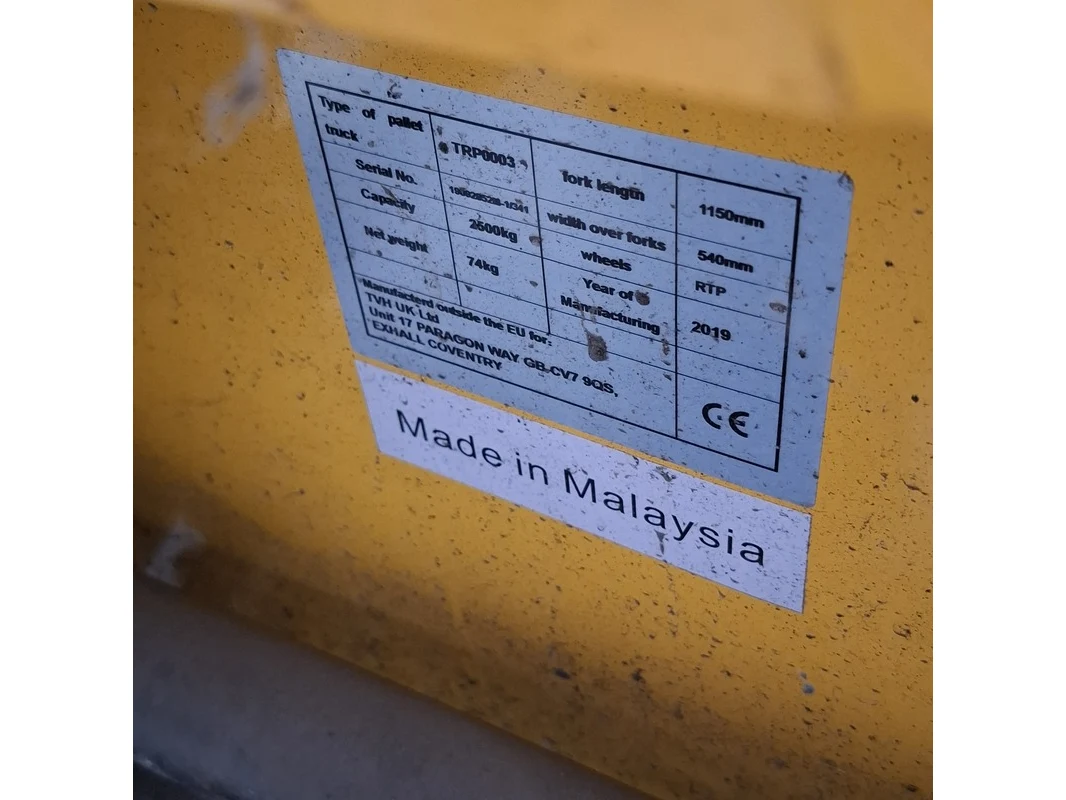 Type of pallet
truck
TRP0003
fork length
1150mm
Serial No.
width over forks
540mm
Capacity
2500kg
wheels
RTP
Net weight
74kg
Year of
Manufacturing
2019
Manufacterd outside the EU for:
TVH UK Ltd
Unit 17 PARAGON WAY GB-CV7 9QS,
EXHALL COVENTRY
CE
Made in Malaysia